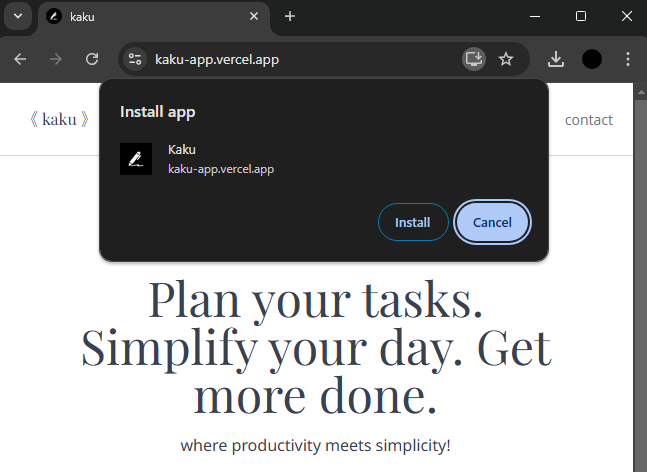 kaku
kaku-app.vercel.app
Install app
Kaku
kaku-app.vercel.app
Install
Cancel
《 kaku 》
contact
Plan your tasks.
Simplify your day. Get
more done.
where productivity meets simplicity!